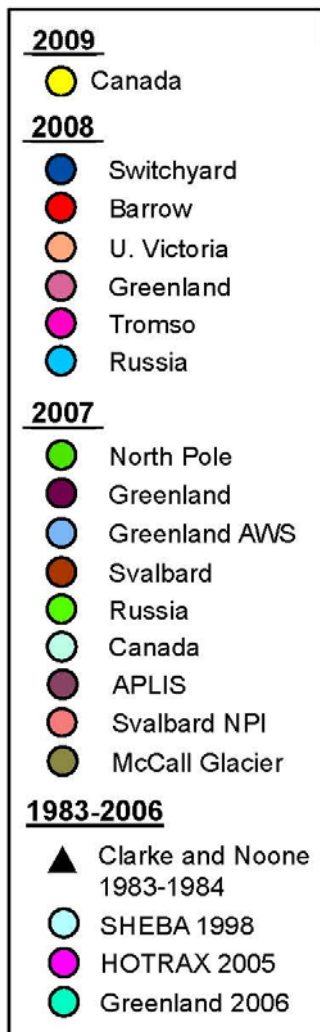 2009
Canada
2008
Switchyard
Barrow
U. Victoria
Greenland
Tromso
Russia
2007
North Pole
Greenland
Greenland AWS
Svalbard
Russia
Canada
APLIS
Svalbard NPI
McCall Glacier
1983-2006
Clarke and Noone
1983-1984
SHEBA 1998
HOTRAX 2005
Greenland 2006